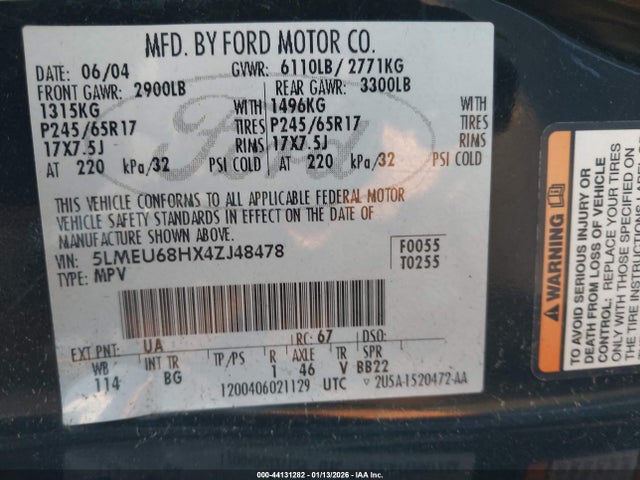 MFD. BY FORD MOTOR CO.
DATE: 06/04 GVWR: 6110LB/ 2771KG
FRONT GAWR: 2900LB REAR GAWR: 3300LB
1315KG WITH 1496KG WITH
P245/65R17 TIRES P245/65R17 TIRES
17X7.5J RINS 17X7.5J RINS
AT 220 kPa/32 PSI COLD AT 220 kPa/32 PSI COLD
THIS VEHICLE CONFORMS TO ALL APPLICABLE FEDERAL MOTOR
VEHICLE SAFETY STANDARDS IN EFFECT ON THE DATE OF
MANUFACTURE SHOWN ABOVE.
VIN: 5LMEU68HX4ZJ48478 F0055
TYPE: MPV T0255
EXT PNT: UA RC: 67 DSO:
WB INT TR TP/PS R AXLE TR SPR
114 BG 1 46 V BB22
1200406021129 UTC 2U5A-1520472-AA
Ford
TO AVOID SERIOUS INJURY OR
DEATH FROM LOSS OF VEHICLE
CONTROL: REPLACE YOUR TIRES
ONLY WITH THE SAME
000-44131282 - 01/13/2026 - IAA Inc.